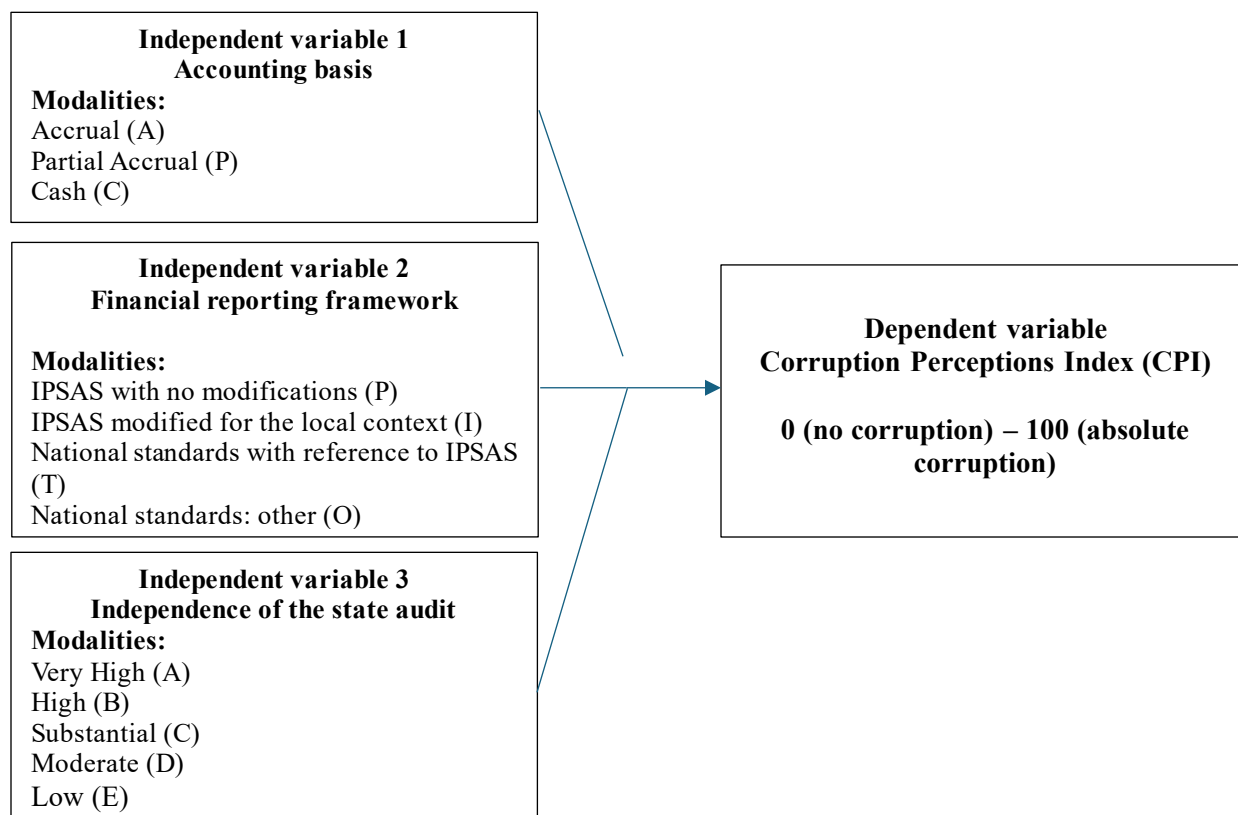 Independent variable 1
Accounting basis
Modalities:
Accrual (A)
Partial Accrual (P)
Cash (C)
Independent variable 2
Financial reporting framework
Modalities:
IPSAS with no modifications (P)
IPSAS modified for the local context (I)
National standards with reference to IPSAS
(T)
National standards: other (O)
Independent variable 3
Independence of the state audit
Modalities:
Very High (A)
High (B)
Substantial (C)
Moderate (D)
Low (E)
Dependent variable
Corruption Perceptions Index (CPI)
0 (no corruption) – 100 (absolute
corruption)